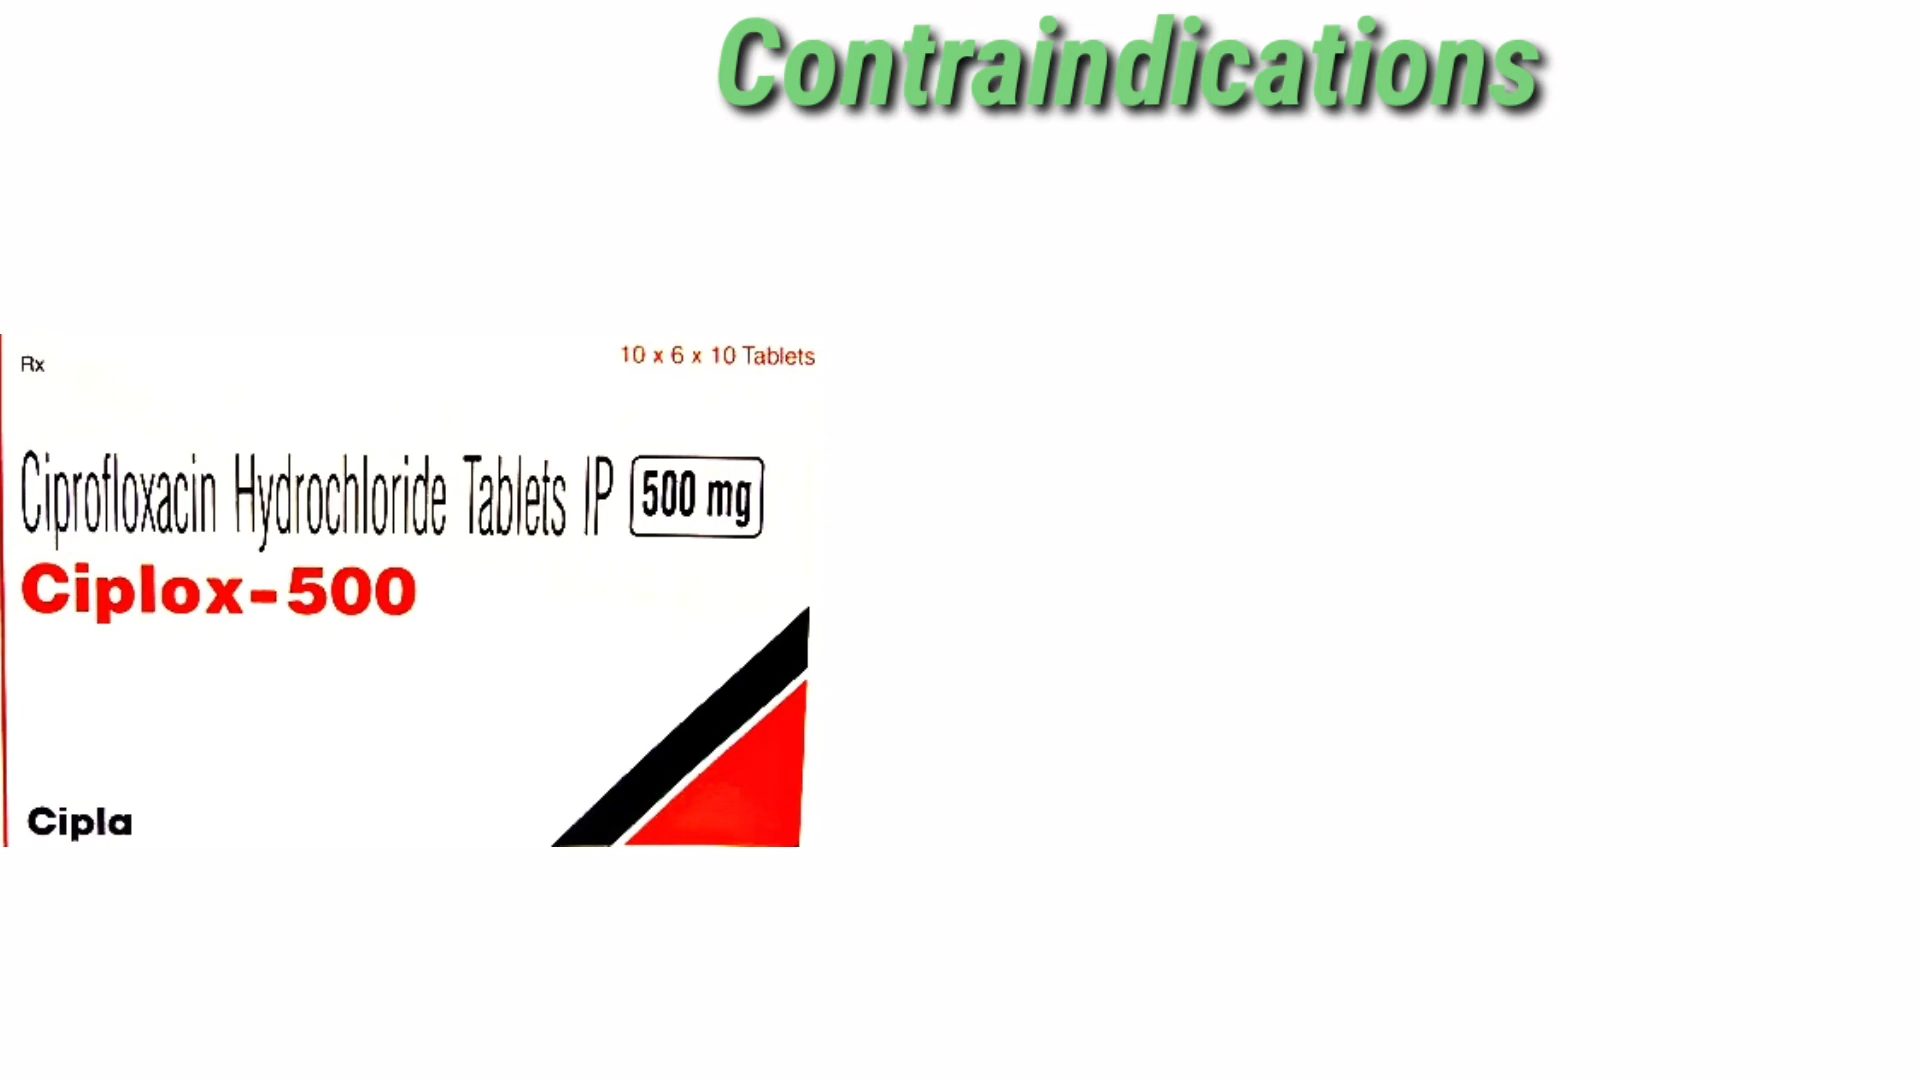 Contraindications
Rx
10 x 6 x 10 Tablets
Ciprofloxacin Hydrochloride Tablets IP 500 mg
Ciplox-500
Cipla